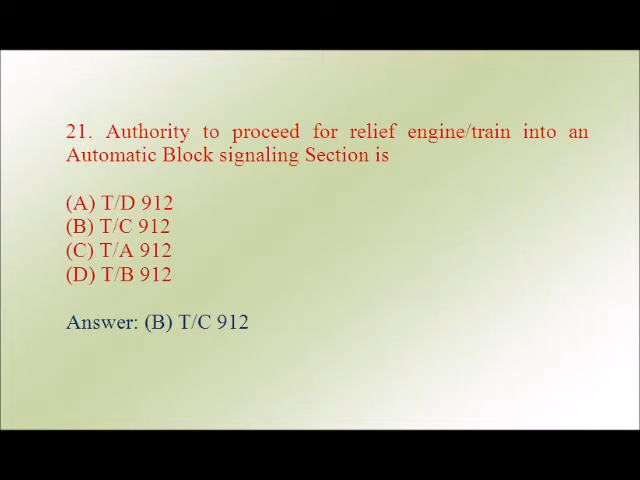 21. Authority to proceed for relief engine/train into an
Automatic Block signaling Section is
(A) T/D 912
(B) T/C 912
(C) T/A 912
(D) T/B 912
Answer: (B) T/C 912